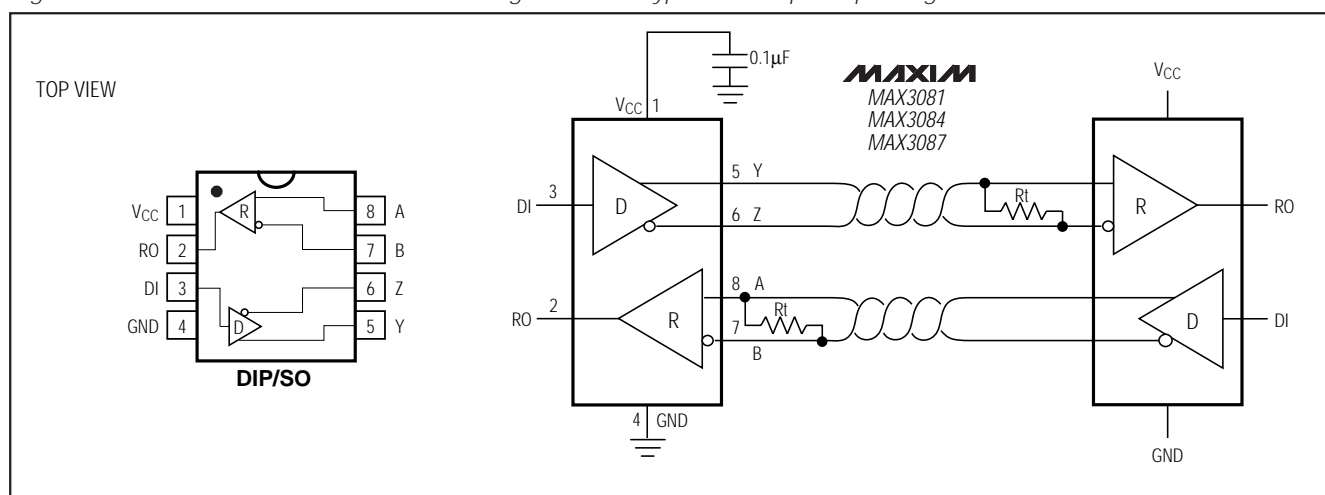 TOP VIEW
VCC 1
RO 2
DI 3
GND 4
8 A
7 B
6 Z
5 Y
R
D
DIP/SO
0.1µF
VCC 1
DI 3
D
5 Y
6 Z
Rt
RO 2
R
8 A
7
B
Rt
4 GND
MAXIM
MAX3081
MAX3084
MAX3087
VCC
R
RO
D
DI
GND